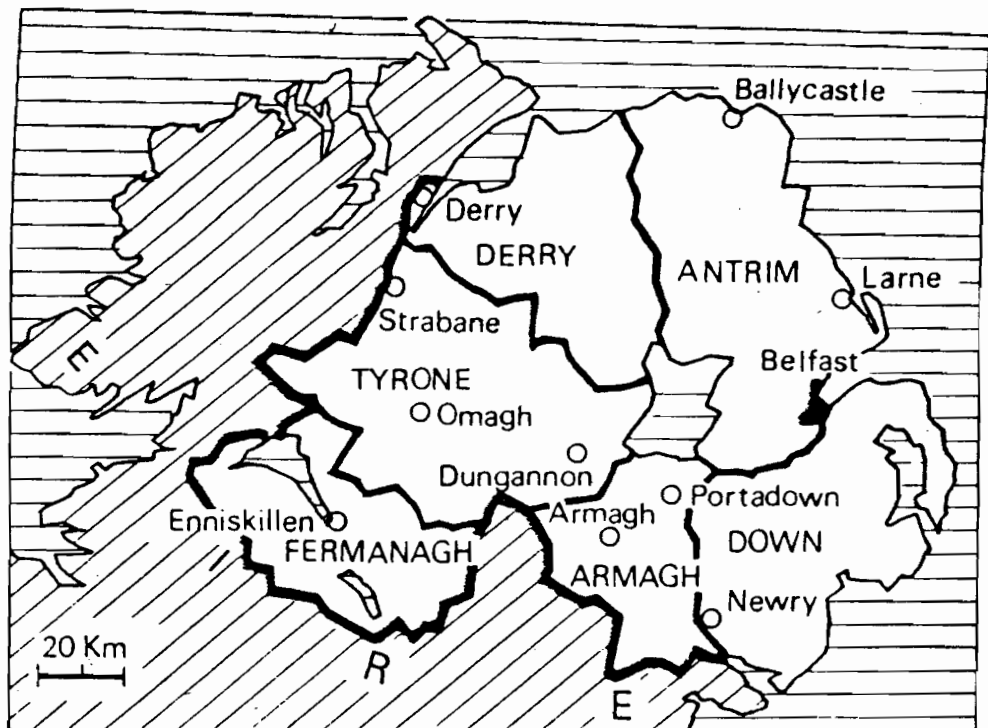 Ballycastle
Derry
DERRY
ANTRIM
Larne
Strabane
E
Belfast
TYRONE
Omagh
Dungannon
Portadown
Enniskillen
Armagh
FERMANAGH
DOWN
ARMAGH
Newry
20 Km
R
E